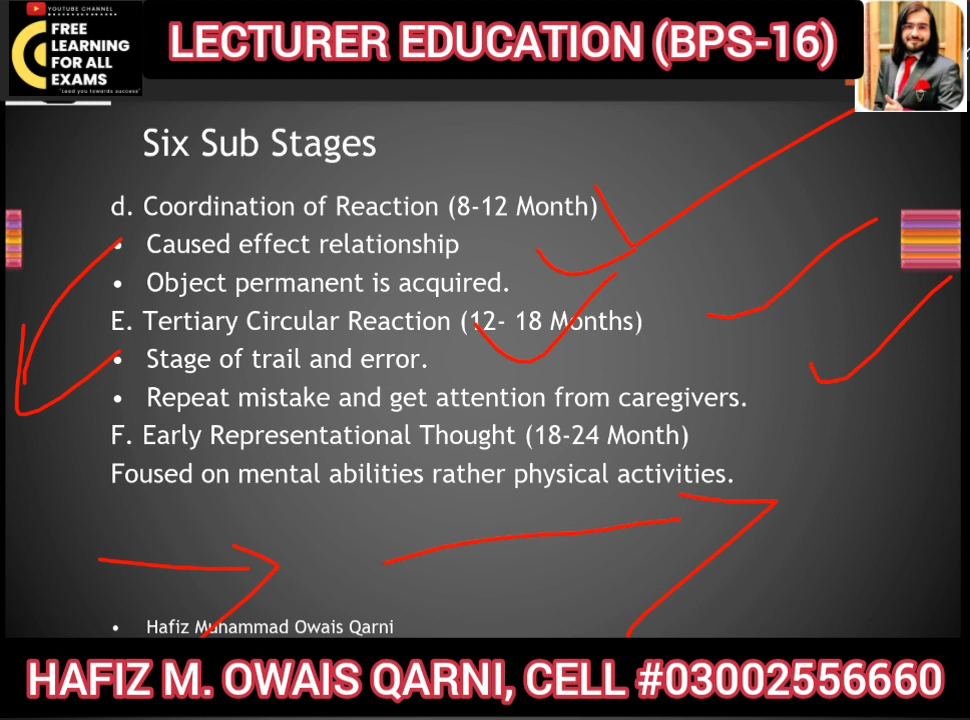 YOUTUBE CHANNEL
FREE
LEARNING
FOR ALL
EXAMS
"Lead you towards success"
LECTURER EDUCATION (BPS-16)
Six Sub Stages
d. Coordination of Reaction (8-12 Month)
• Caused effect relationship
• Object permanent is acquired.
E. Tertiary Circular Reaction (12- 18 Months)
• Stage of trail and error.
• Repeat mistake and get attention from caregivers.
F. Early Representational Thought (18-24 Month)
Foused on mental abilities rather physical activities.
• Hafiz Muhammad Owais Qarni
HAFIZ M. OWAIS QARNI, CELL #03002556660